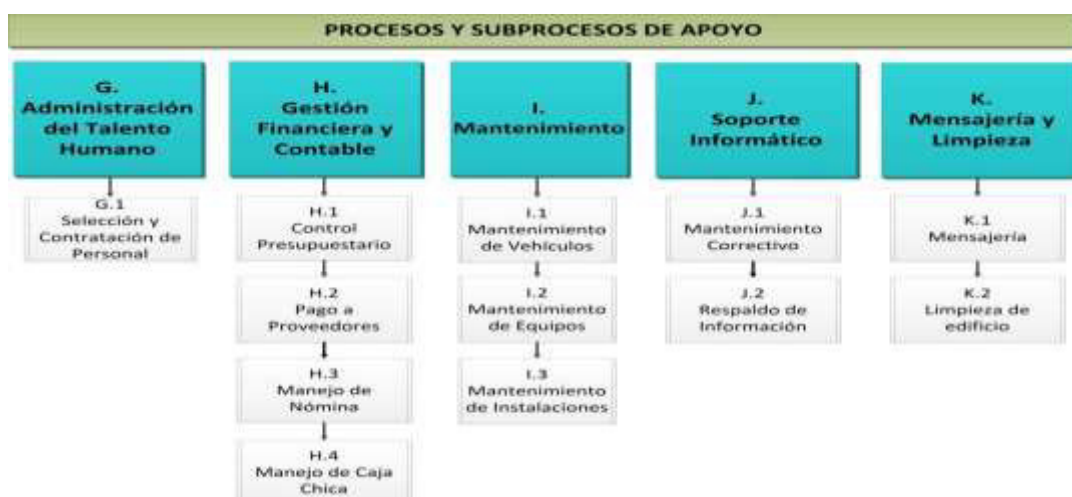 PROCESOS Y SUBPROCESOS DE APOYO
G.
Administración
del Talento
Humano
H.
Gestión
Financiera y
Contable
I.
Mantenimiento
J.
Soporte
Informático
K.
Mensajería y
Limpieza
G.1
Selección y
Contratación de
Personal
H.1
Control
Presupuestario
H.2
Pago a
Proveedores
H.3
Manejo de
Nómina
H.4
Manejo de Caja
Chica
I.1
Mantenimiento
de Vehículos
I.2
Mantenimiento
de Equipos
I.3
Mantenimiento
de Instalaciones
J.1
Mantenimiento
Correctivo
J.2
Respaldo de
Información
K.1
Mensajería
K.2
Limpieza de
edificio